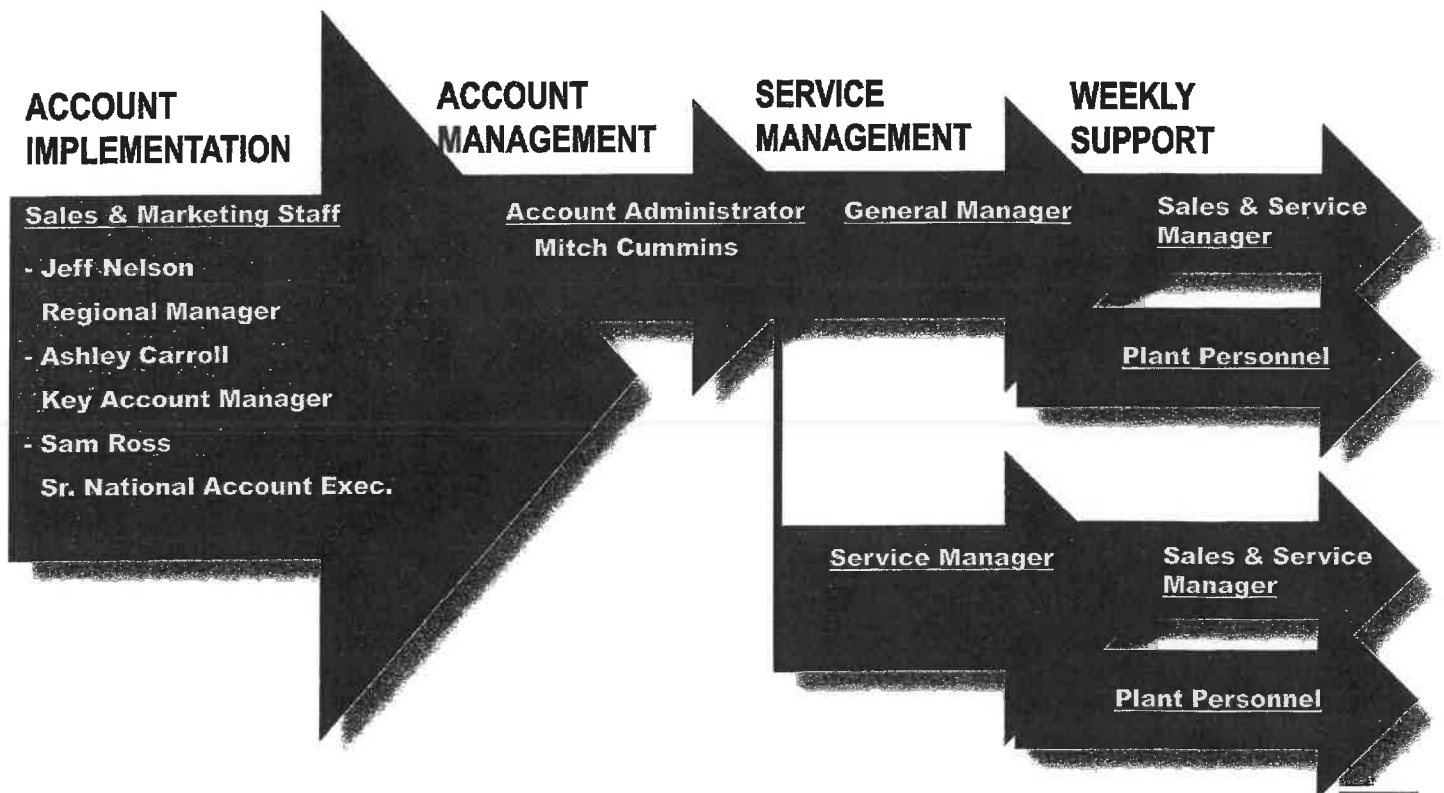 ACCOUNT
IMPLEMENTATION
Sales & Marketing Staff
- Jeff Nelson
Regional Manager
- Ashley Carroll
Key Account Manager
- Sam Ross
Sr. National Account Exec.
ACCOUNT
MANAGEMENT
Account Administrator
Mitch Cummins
SERVICE
MANAGEMENT
General Manager
Service Manager
WEEKLY
SUPPORT
Sales & Service
Manager
Plant Personnel
Sales & Service
Manager
Plant Personnel